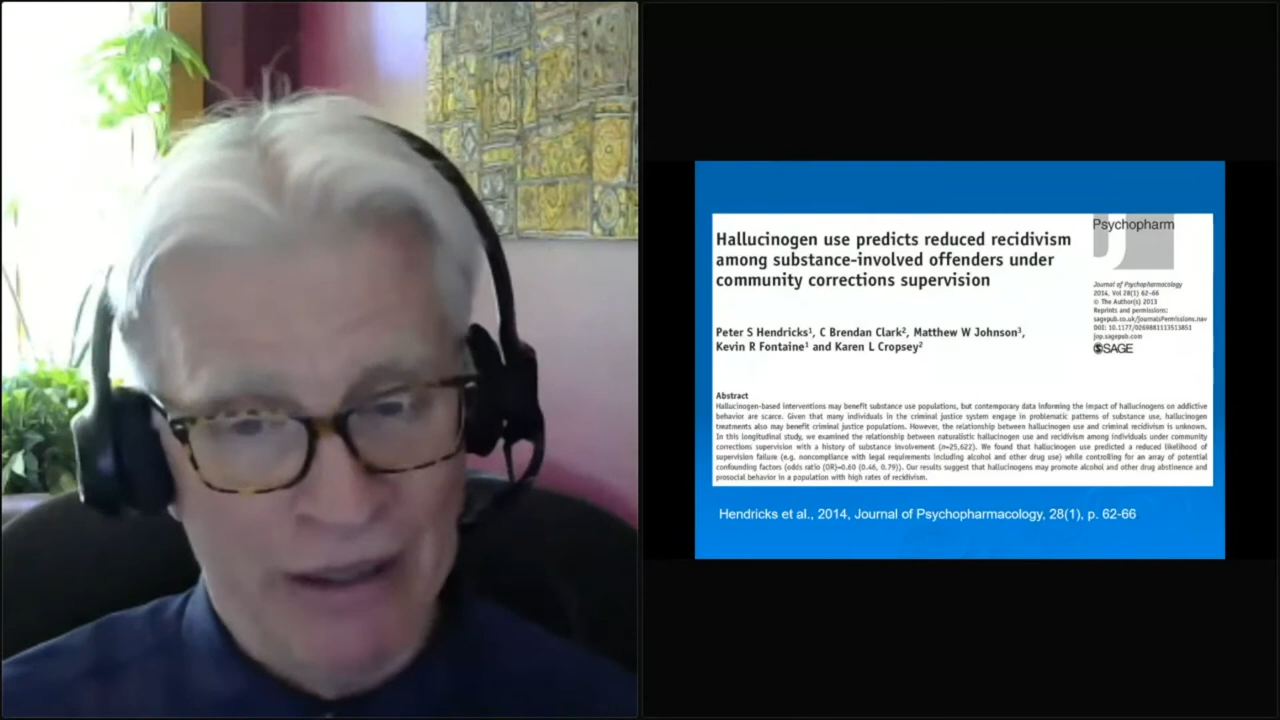 Hallucinogen use predicts reduced recidivism
among substance-involved offenders under
community corrections supervision
Psychopharm
Journal of Psychopharmacology
2014, Vol 28(1) 62–66
© The Author(s) 2013
Reprints and permissions:
sagepub.co.uk/journalsPermissions.nav
DOI: 10.1177/0269881113513851
jop.sagepub.com
SAGE
Peter S Hendricks¹, C Brendan Clark², Matthew W Johnson³,
Kevin R Fontaine¹ and Karen L Cropsey²
Abstract
Hallucinogen-based interventions may benefit substance use populations, but contemporary data informing the impact of hallucinogens on addictive
behavior are scarce. Given that many individuals in the criminal justice system engage in problematic patterns of substance use, hallucinogen
treatments also may benefit criminal justice populations. However, the relationship between hallucinogen use and criminal recidivism is unknown.
In this longitudinal study, we examined the relationship between naturalistic hallucinogen use and recidivism among individuals under community
corrections supervision with a history of substance involvement (n=25,622). We found that hallucinogen use predicted a reduced likelihood of
supervision failure (e.g. noncompliance with legal requirements including alcohol and other drug use) while controlling for an array of potential
confounding factors (odds ratio (OR)=0.60 (0.46, 0.79)). Our results suggest that hallucinogens may promote alcohol and other drug abstinence and
prosocial behavior in a population with high rates of recidivism.
Hendricks et al., 2014, Journal of Psychopharmacology, 28(1), p. 62-66